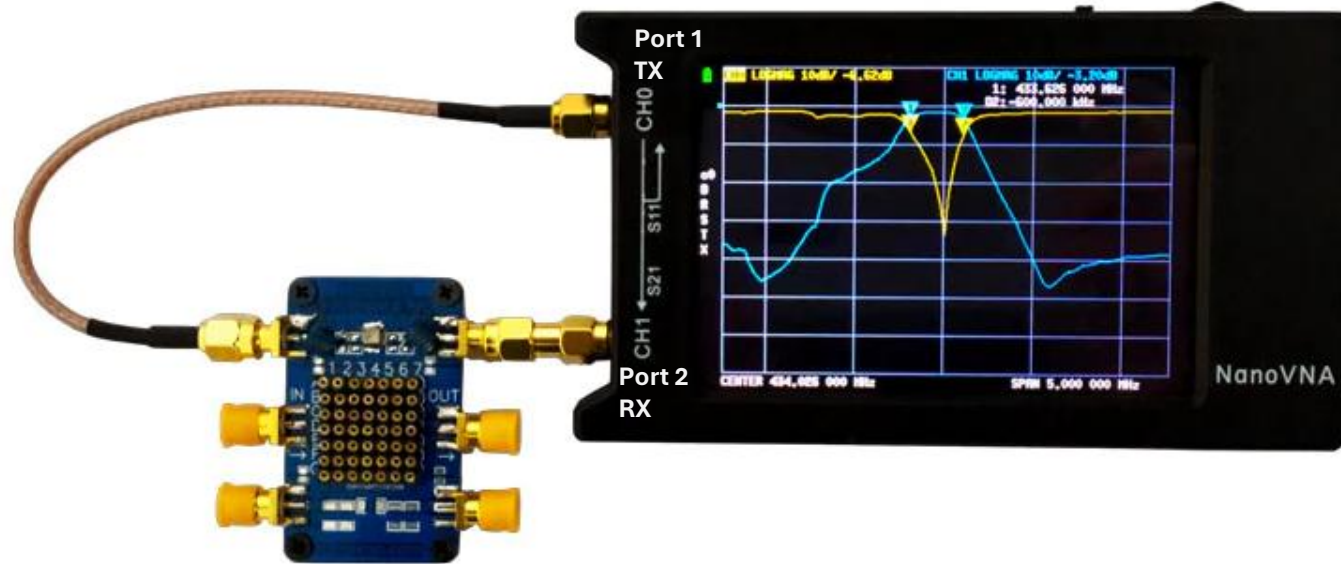 Port 1
TX
CH0
S11
S21
CH1
Port 2
RX
CH0 LOGMAG 10dB/ -6.62dB
CH1 LOGMAG 10dB/ -3.20dB
1: 433.626 000 MHz
D2:-600.000 kHz
CENTER 434.026 000 MHz
SPAN 5.000 000 MHz
NanoVNA
1 2 3 4 5 6 7
IN
OUT